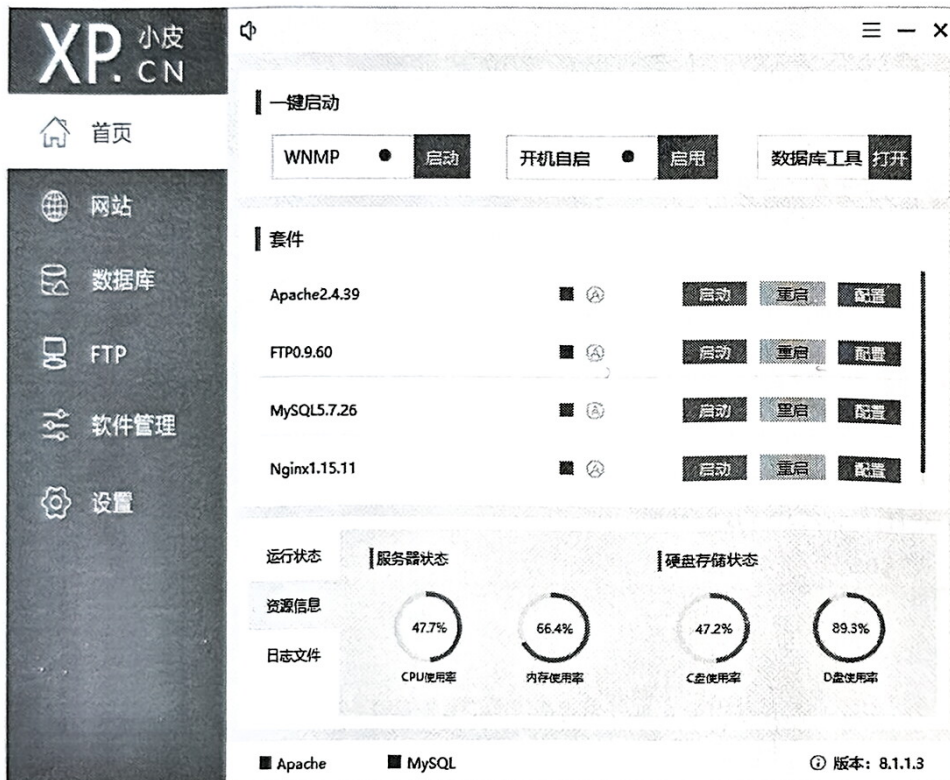 XP.CN 小皮
首页
网站
数据库
FTP
软件管理
设置
一键启动
WNMP 启动 开机自启 启用 数据库工具 打开
套件
Apache2.4.39 启动 重启 配置
FTP0.9.60 启动 重启 配置
MySQL5.7.26 启动 重启 配置
Nginx1.15.11 启动 重启 配置
运行状态
资源信息
日志文件
服务器状态 硬盘存储状态
47.7% 66.4% 47.2% 89.3%
CPU使用率 内存使用率 C盘使用率 D盘使用率
Apache MySQL 版本：8.1.1.3